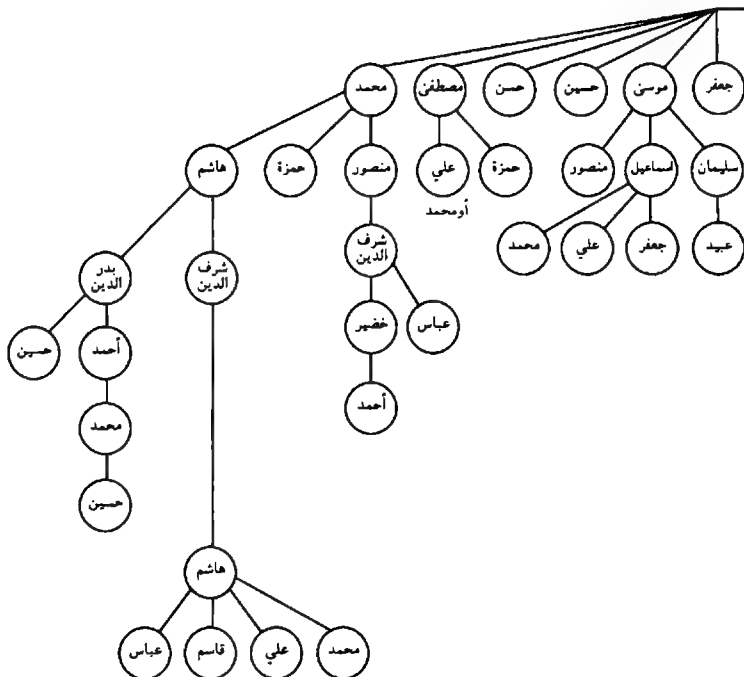 جعفر
موسىٰ
حسين
حسن
مصطفىٰ
محمد
سليمان
اسماعيل
منصور
حمزة
علي
أومحمد
منصور
حمزة
هاشم
عبيد
جعفر
علي
محمد
شرف
الدين
شرف
الدين
بدر
الدين
عباس
خضير
أحمد
حسين
أحمد
محمد
حسين
هاشم
محمد
علي
قاسم
عباس